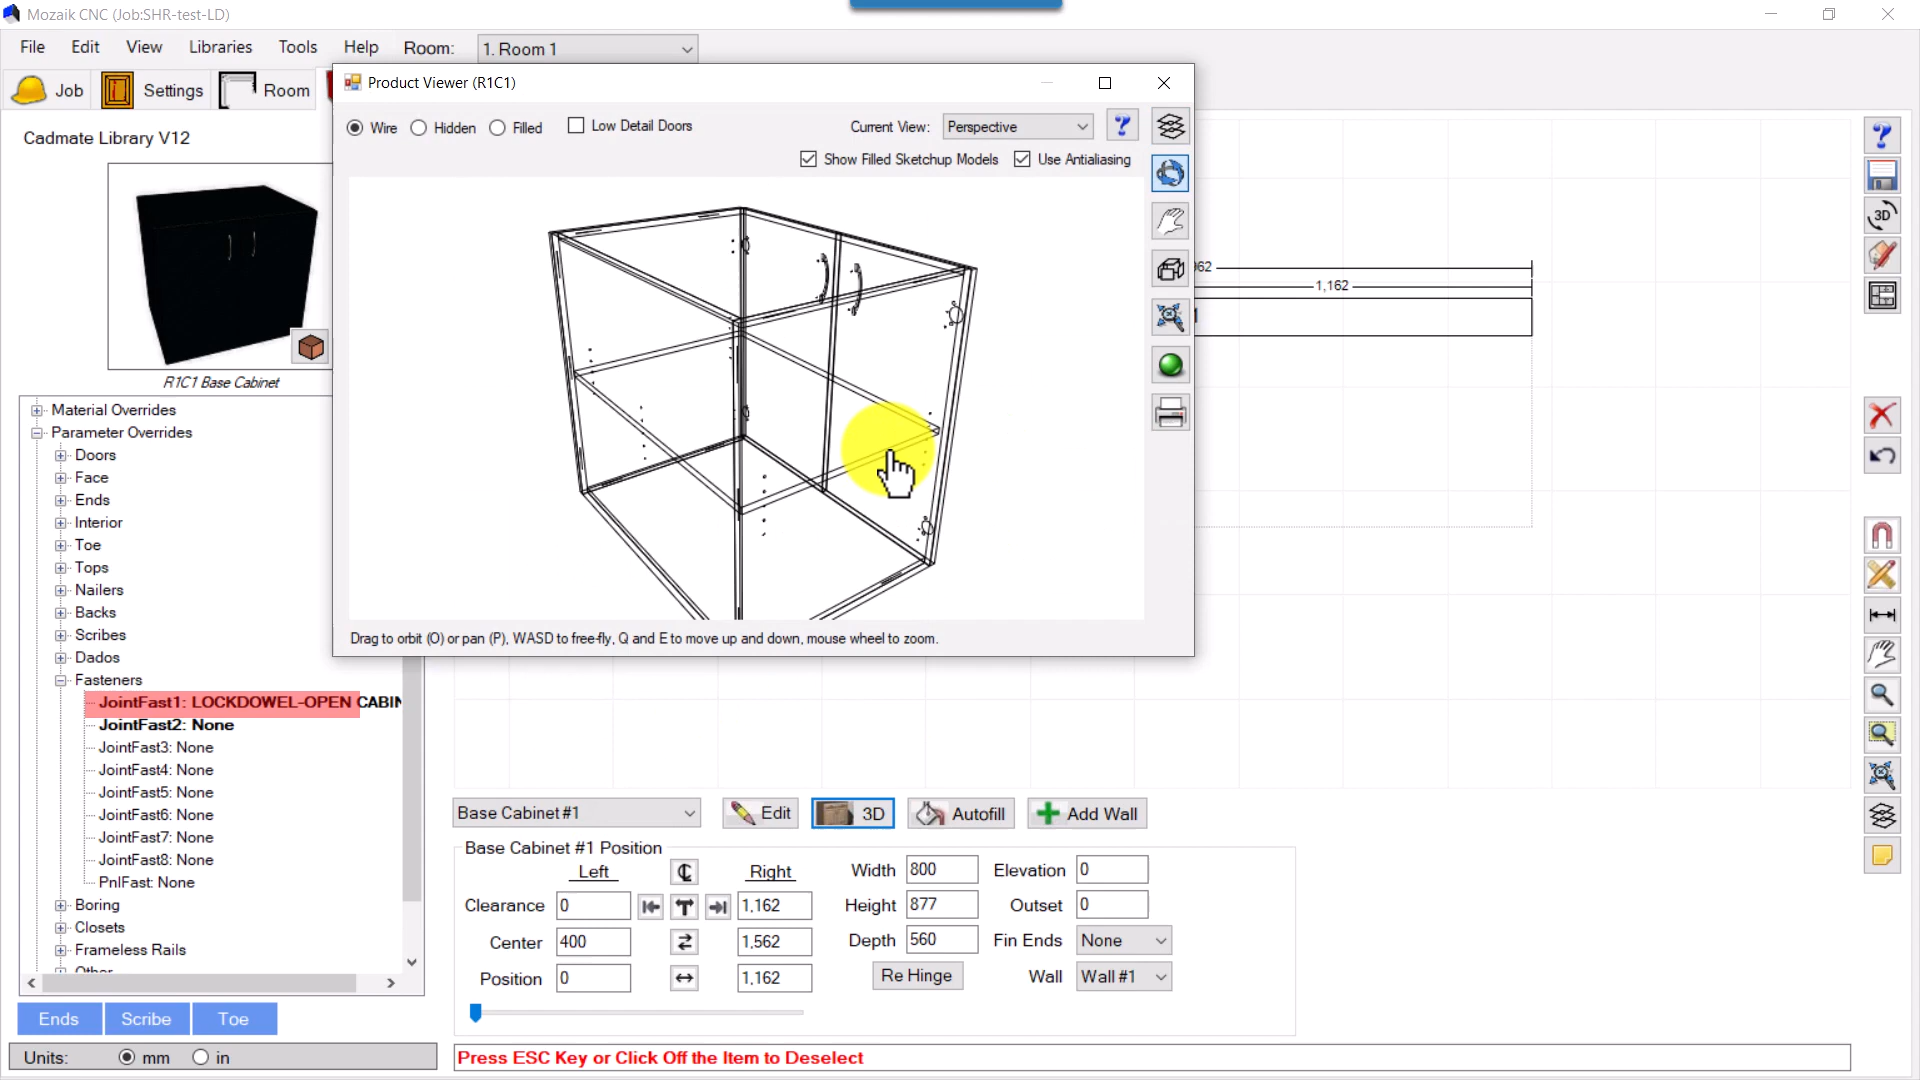 Mozaik CNC (Job:SHR-test-LD)
File Edit View Libraries Tools Help Room: 1. Room 1
Job Settings Room
Product Viewer (R1C1)
Wire Hidden Filled Low Detail Doors Current View: Perspective
Show Filled Sketchup Models Use Antialiasing
Cadmate Library V12
3D
1,162
R1C1 Base Cabinet
Material Overrides
Parameter Overrides
Doors
Face
Ends
Interior
Toe
Tops
Nailers
Backs
Scribes
Dados
Fasteners
JointFast1: LOCKDOWEL-OPEN CABIN
JointFast2: None
JointFast3: None
JointFast4: None
JointFast5: None
JointFast6: None
JointFast7: None
JointFast8: None
PnlFast: None
Boring
Closets
Frameless Rails
Other
Drag to orbit (O) or pan (P), WASD to free-fly, Q and E to move up and down, mouse wheel to zoom.
Base Cabinet #1 Edit 3D Autofill Add Wall
Base Cabinet #1 Position
Left Right Width 800 Elevation 0
Clearance 0 1,162 Height 877 Outset 0
Center 400 1,562 Depth 560 Fin Ends None
Position 0 1,162 Re Hinge Wall Wall #1
Ends Scribe Toe
Units: mm in
Press ESC Key or Click Off the Item to Deselect